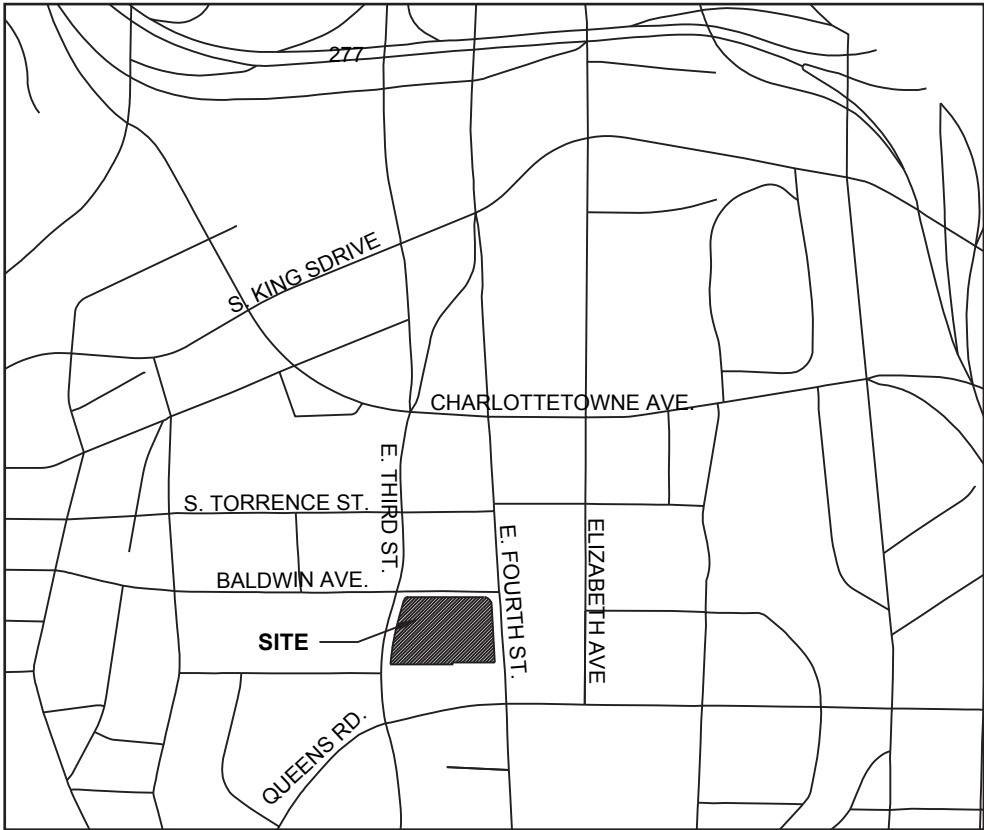 277
S. KING SDRIVE
CHARLOTTETOWNE AVE.
E. THIRD ST.
S. TORRENCE ST.
E. FOURTH ST.
ELIZABETH AVE
BALDWIN AVE.
SITE
QUEENS RD.